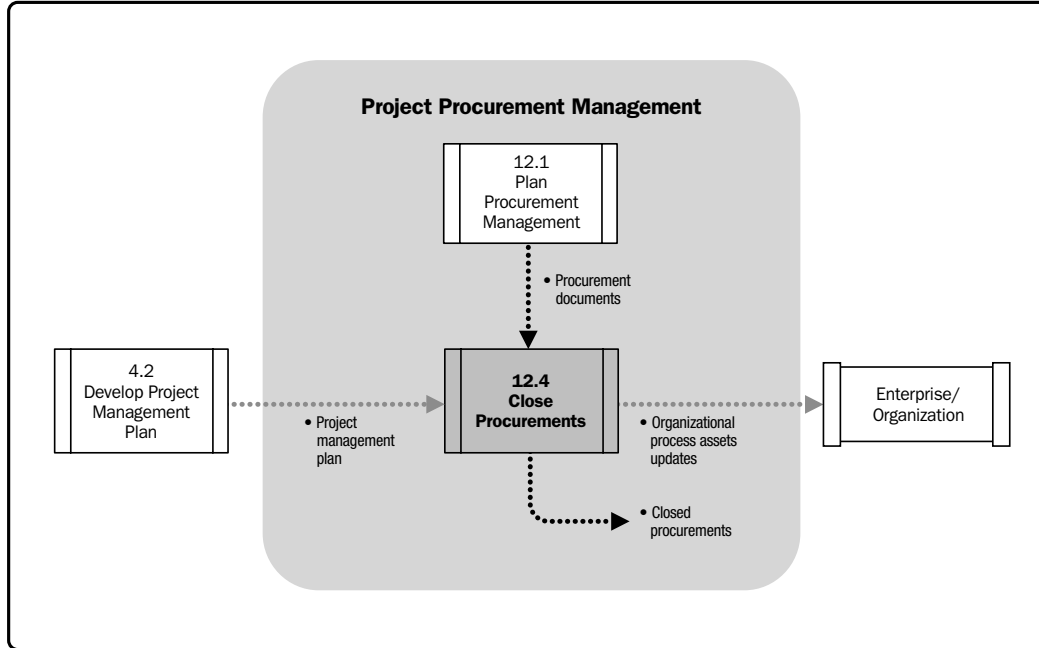 Project Procurement Management
12.1
Plan
Procurement
Management
• Procurement
documents
4.2
Develop Project
Management
Plan
• Project
management
plan
12.4
Close
Procurements
• Organizational
process assets
updates
Enterprise/
Organization
• Closed
procurements